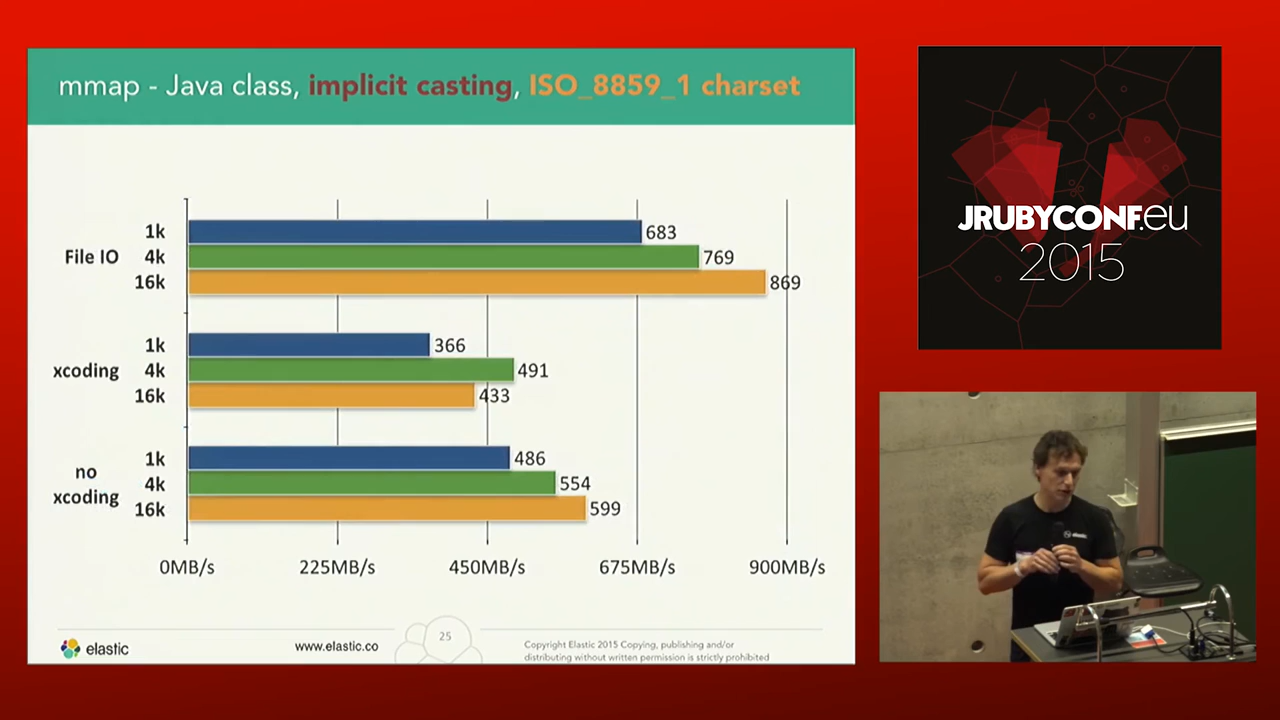 mmap - Java class, implicit casting, ISO_8859_1 charset
File IO
1k 683
4k 769
16k 869
xcoding
1k 366
4k 491
16k 433
no
xcoding
1k 486
4k 554
16k 599
0MB/s 225MB/s 450MB/s 675MB/s 900MB/s
elastic
www.elastic.co
25
Copyright Elastic 2015 Copying, publishing and/or
distributing without written permission is strictly prohibited
JRUBYCONF.eu
2015
elastic